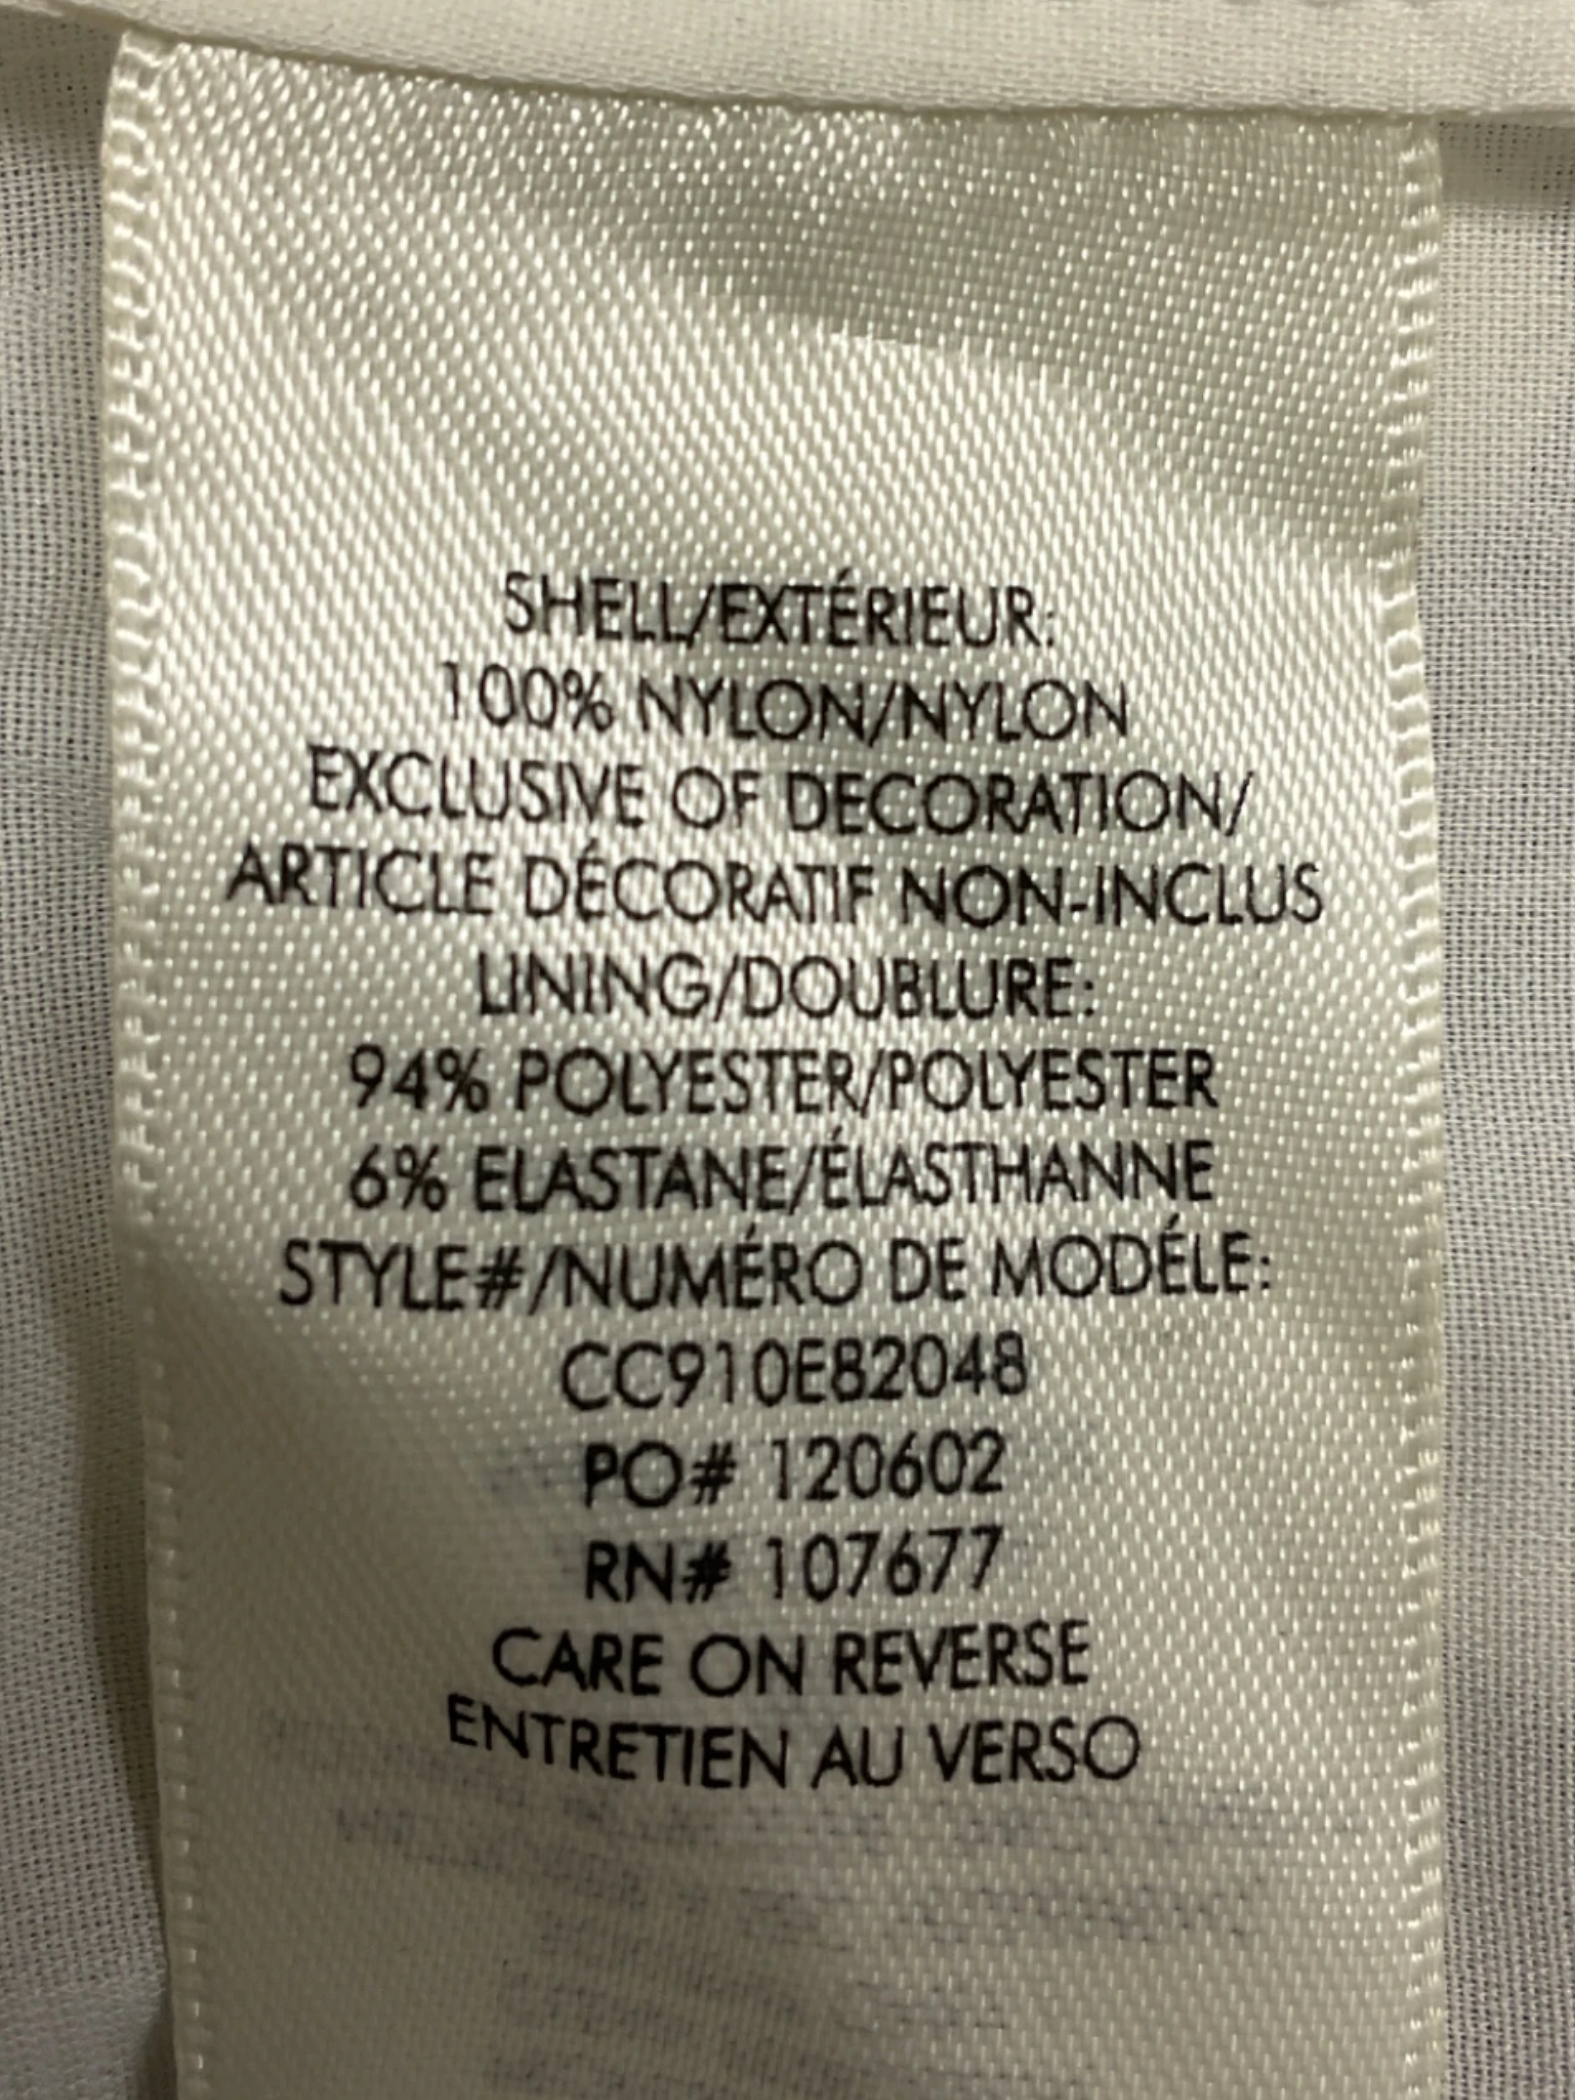 SHELL/EXTÉRIEUR:
100% NYLON/NYLON
EXCLUSIVE OF DECORATION/
ARTICLE DÉCORATIF NON-INCLUS
LINING/DOUBLURE:
94% POLYESTER/POLYESTER
6% ELASTANE/ÉLASTHANNE
STYLE#/NUMÉRO DE MODÉLE:
CC910E82048
PO# 120602
RN# 107677
CARE ON REVERSE
ENTRETIEN AU VERSO